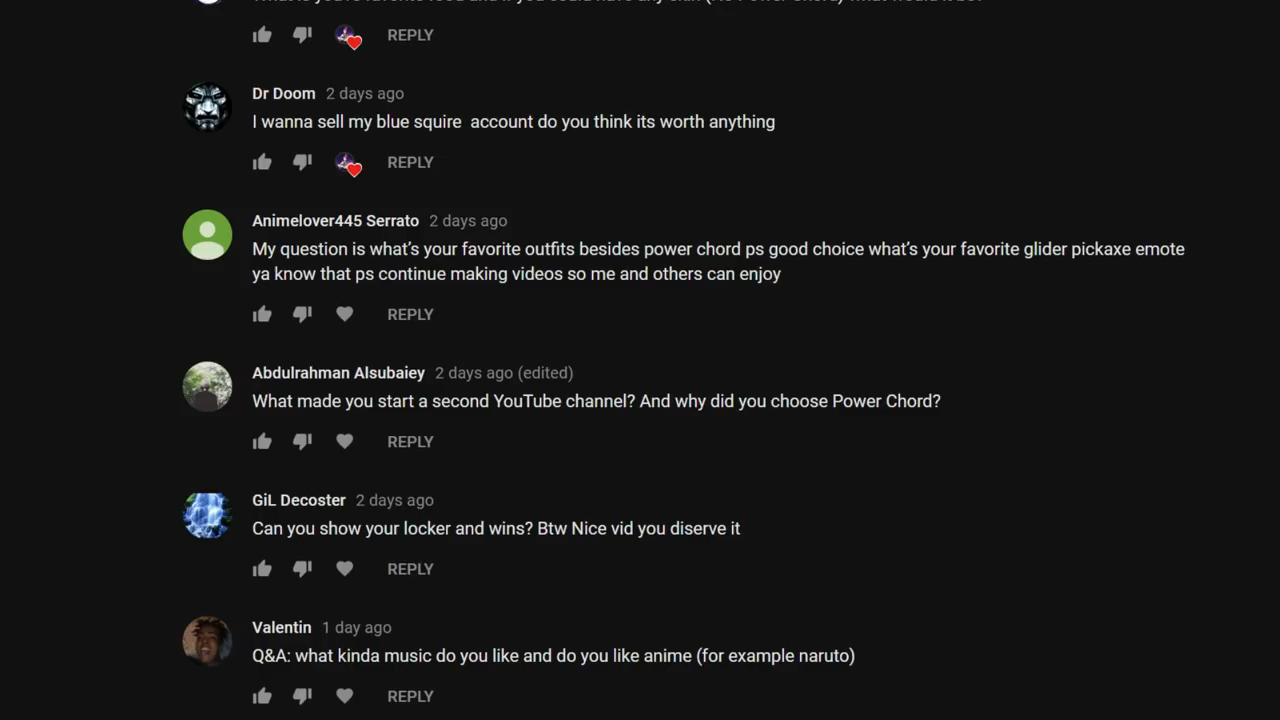 REPLY
Dr Doom 2 days ago
I wanna sell my blue squire  account do you think its worth anything
REPLY
Animelover445 Serrato 2 days ago
My question is what's your favorite outfits besides power chord ps good choice what's your favorite glider pickaxe emote
ya know that ps continue making videos so me and others can enjoy
REPLY
Abdulrahman Alsubaiey 2 days ago (edited)
What made you start a second YouTube channel? And why did you choose Power Chord?
REPLY
GiL Decoster 2 days ago
Can you show your locker and wins? Btw Nice vid you diserve it
REPLY
Valentin 1 day ago
Q&A: what kinda music do you like and do you like anime (for example naruto)
REPLY